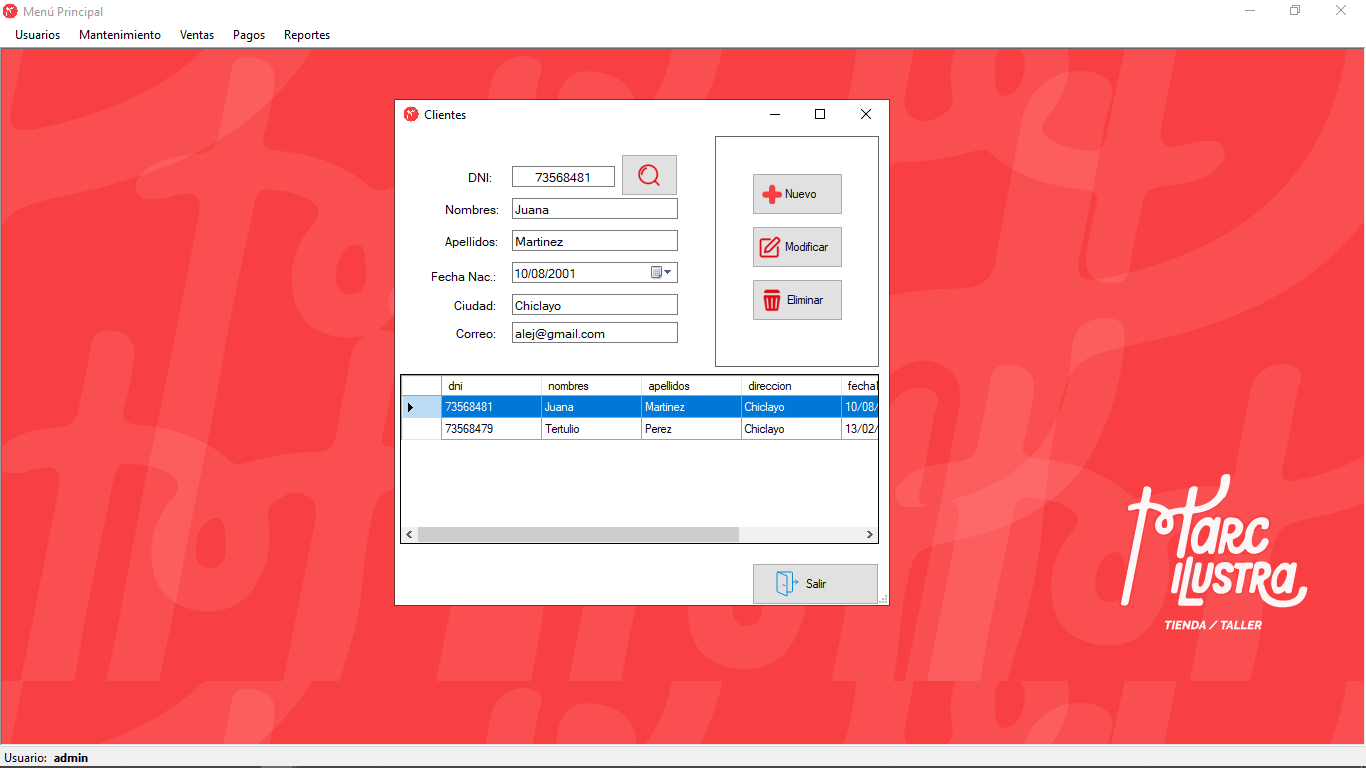 Menú Principal
Usuarios Mantenimiento Ventas Pagos Reportes
Clientes
DNI: 73568481
Nombres: Juana
Apellidos: Martinez
Fecha Nac.: 10/08/2001
Ciudad: Chiclayo
Correo: alej@gmail.com
Nuevo
Modificar
Eliminar
dni nombres apellidos direccion
73568481 Juana Martinez Chiclayo 10/08/
73568479 Tertulio Perez Chiclayo 13/02/
Salir
MARC
ILUSTRA
TIENDA / TALLER
Usuario: admin